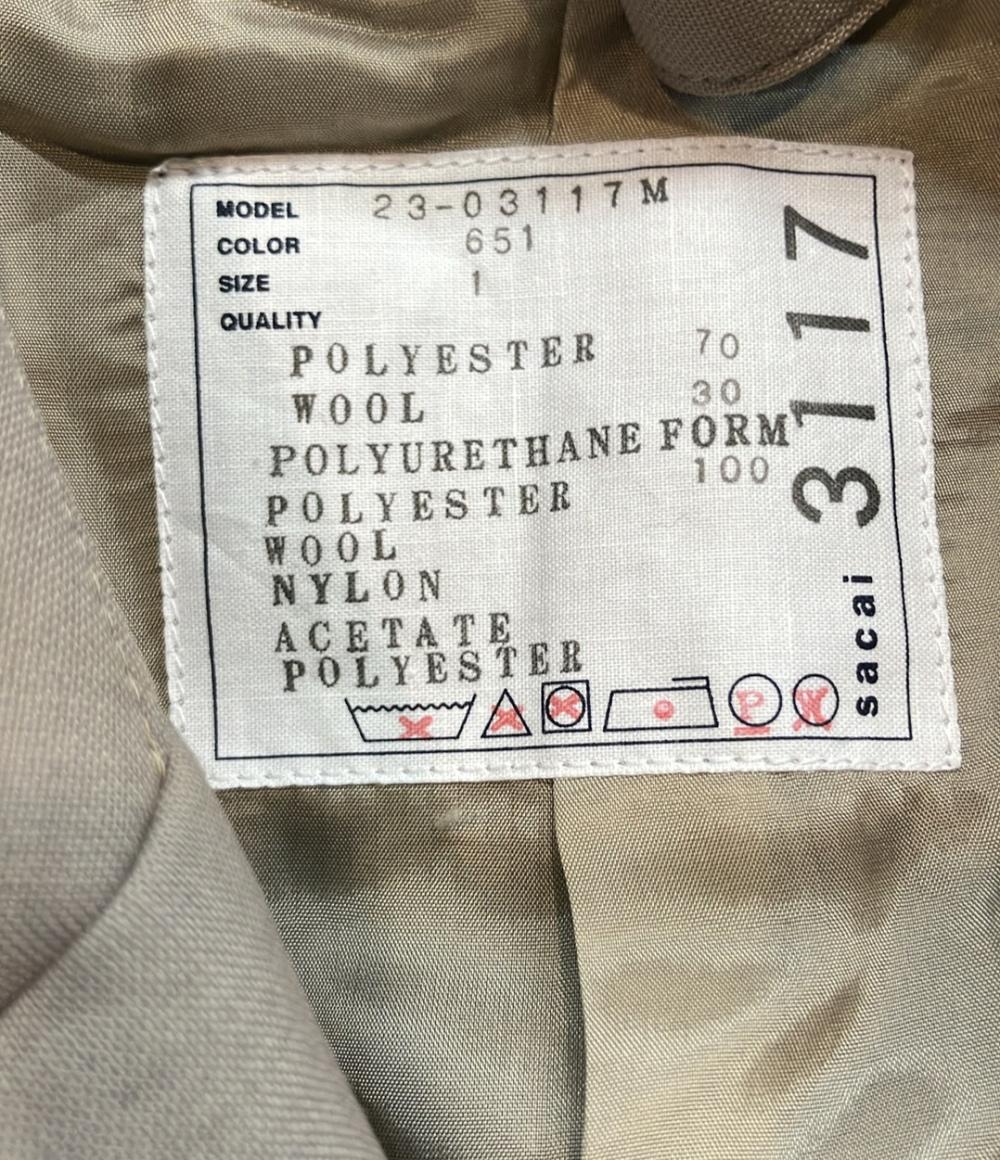 MODEL 23-03117M
COLOR 651
SIZE 1
QUALITY
POLYESTER 70
WOOL 30
POLYURETHANE FORM
POLYESTER 100
WOOL
NYLON
ACETATE
POLYESTER
P
sacai 3117